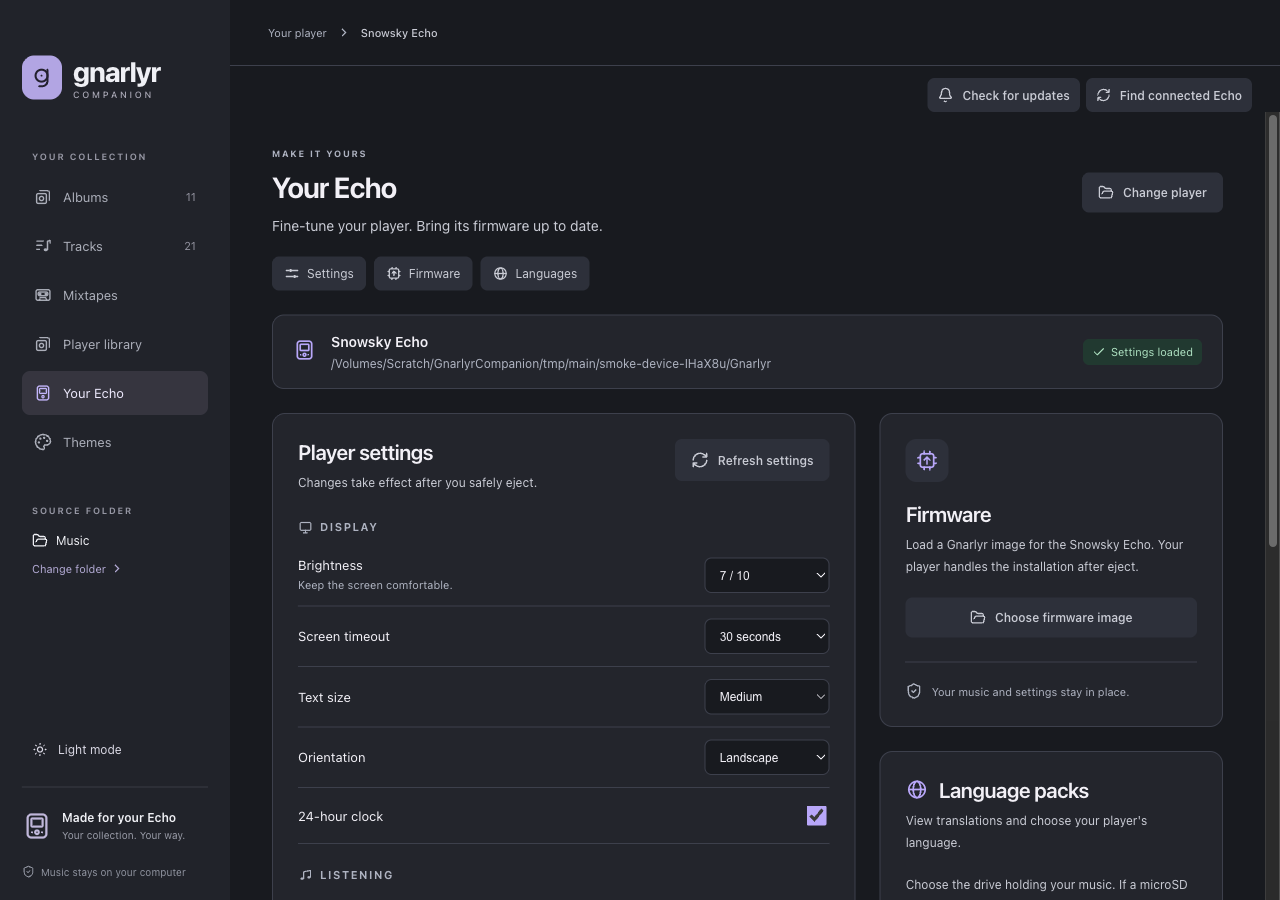 g gnarlyr
COMPANION
YOUR COLLECTION
Albums 11
Tracks 21
Mixtapes
Player library
Your Echo
Themes
SOURCE FOLDER
Music
Change folder
Light mode
Made for your Echo
Your collection. Your way.
Music stays on your computer
Your player > Snowsky Echo
Check for updates
Find connected Echo
MAKE IT YOURS
Your Echo
Fine-tune your player. Bring its firmware up to date.
Change player
Settings
Firmware
Languages
Snowsky Echo
/Volumes/Scratch/GnarlyrCompanion/tmp/main/smoke-device-lHaX8u/Gnarlyr
Settings loaded
Player settings
Changes take effect after you safely eject.
Refresh settings
DISPLAY
Brightness
Keep the screen comfortable.
7 / 10
Screen timeout
30 seconds
Text size
Medium
Orientation
Landscape
24-hour clock
LISTENING
Firmware
Load a Gnarlyr image for the Snowsky Echo. Your
player handles the installation after eject.
Choose firmware image
Your music and settings stay in place.
Language packs
View translations and choose your player's
language.
Choose the drive holding your music. If a microSD